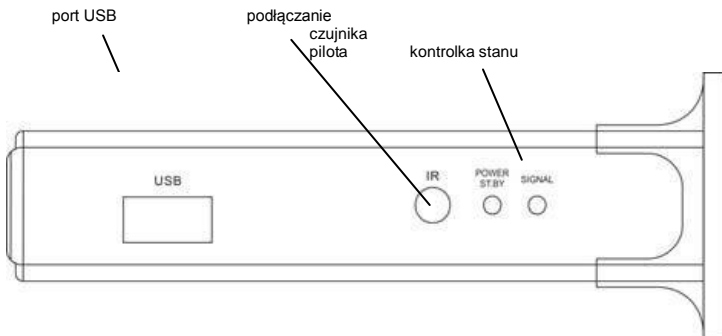 port USB
podłączanie
czujnika
pilota
kontrolka stanu
USB
IR
POWER
ST.BY
SIGNAL